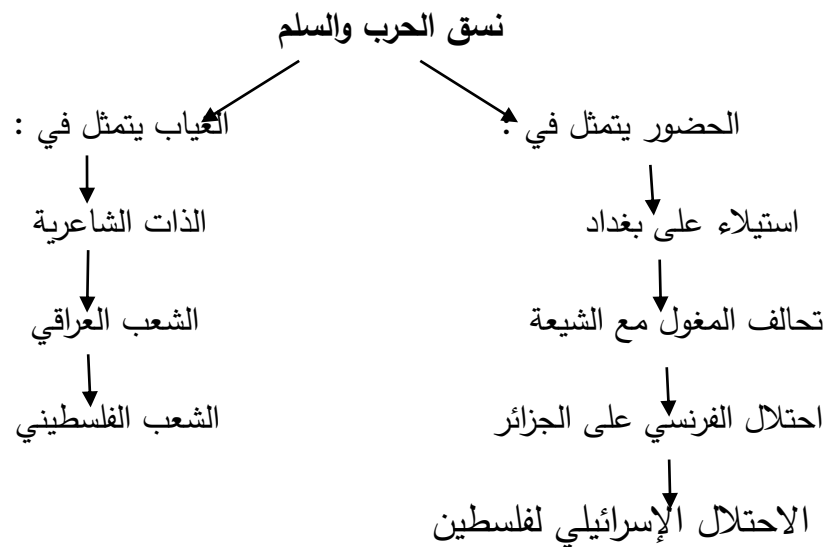 نسق الحرب والسلم
الحضور يتمثل في :
الغياب يتمثل في :
استيلاء على بغداد
الذات الشاعرية
تحالف المغول مع الشيعة
الشعب العراقي
احتلال الفرنسي على الجزائر
الشعب الفلسطيني
الاحتلال الإسرائيلي لفلسطين